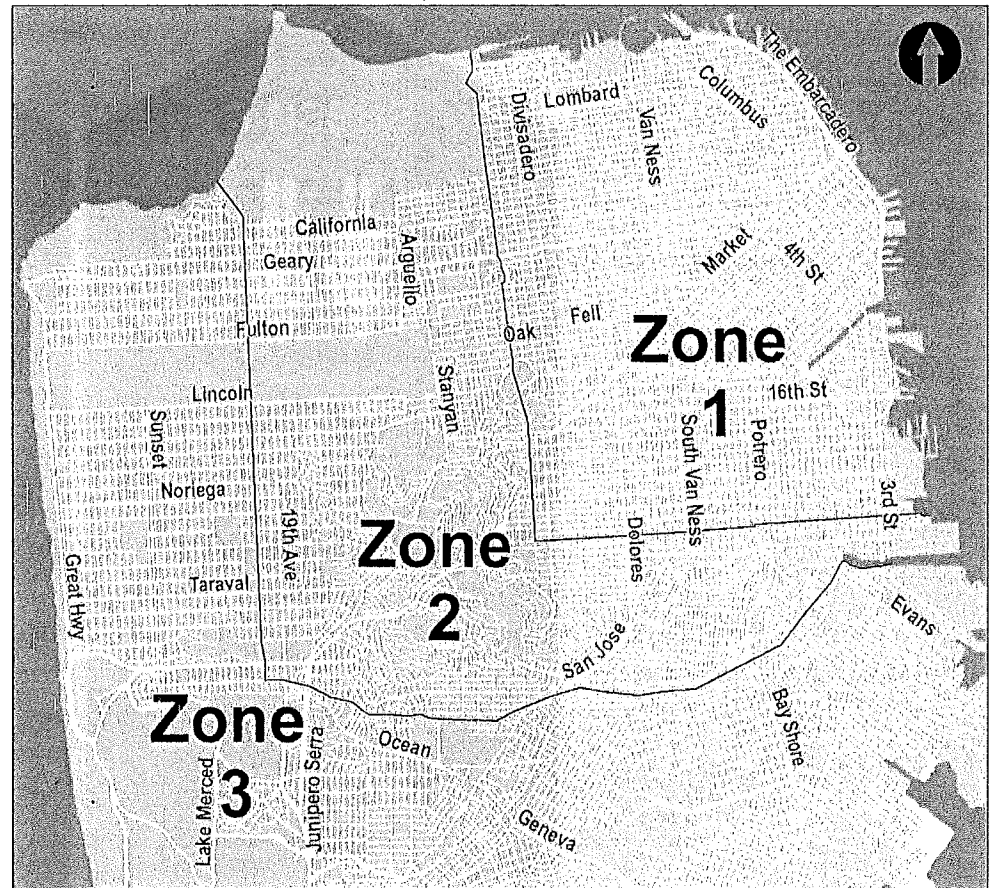 The Embarcadero
Columbus
Lombard
Divisadero
Van Ness
California
Arguello
Geary
Market
4th St
Fulton
Oak
Fell
Zone
1
Lincoln
Stanyan
16th St
Sunset
South Van Ness
Potrero
Noriega
19th Ave
3rd St
Zone
2
Dolores
Great Hwy
Taraval
Evans
San Jose
Zone
3
Bay Shore
Ocean
Junipero Serra
Lake Merced
Geneva